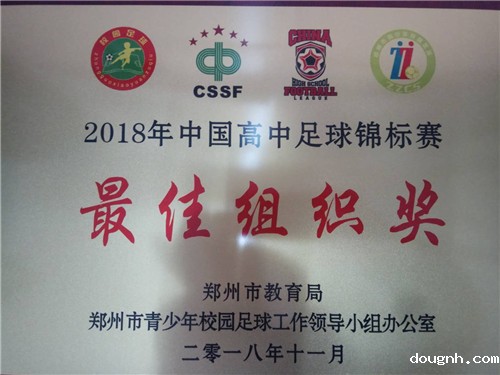 校园足球
CSSF
CHINA
HIGH SCHOOL
FOOTBALL
LEAGUE
ZZCS
2018年中国高中足球锦标赛
最佳组织奖
郑州市教育局
郑州市青少年校园足球工作领导小组办公室
二零一八年十一月
dougnh.com